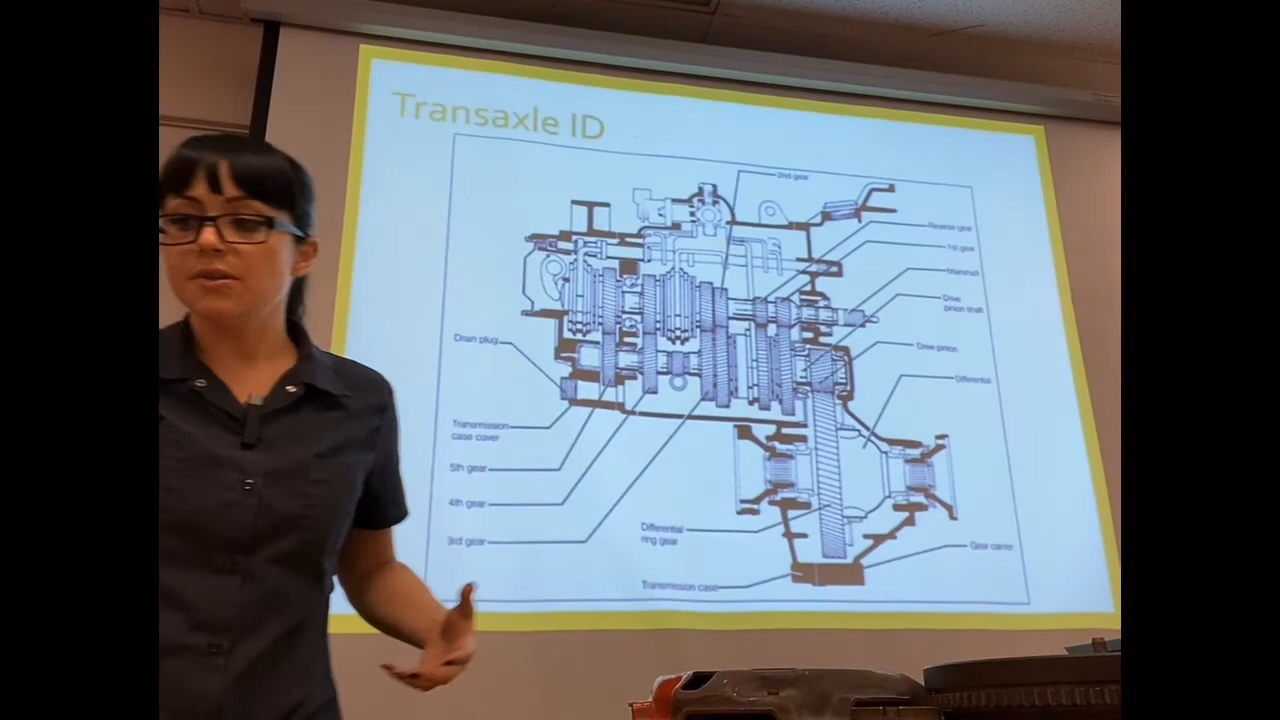 Transaxle ID
2nd gear
Reverse gear
1st gear
Mainshaft
Drive
pinion shaft
Drive pinion
Differential
Drain plug
Transmission
case cover
5th gear
4th gear
3rd gear
Differential
ring gear
Transmission case
Gear carrier